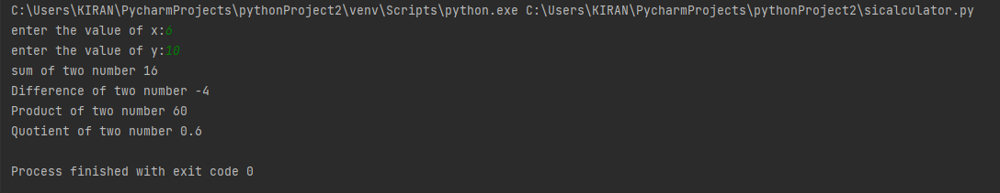 C:\Users\KIRAN\PycharmProjects\pythonProject2\venv\Scripts\python.exe C:\Users\KIRAN\PycharmProjects\pythonProject2\sicalculator.py
enter the value of x:6
enter the value of y:10
sum of two number 16
Difference of two number -4
Product of two number 60
Quotient of two number 0.6
Process finished with exit code 0